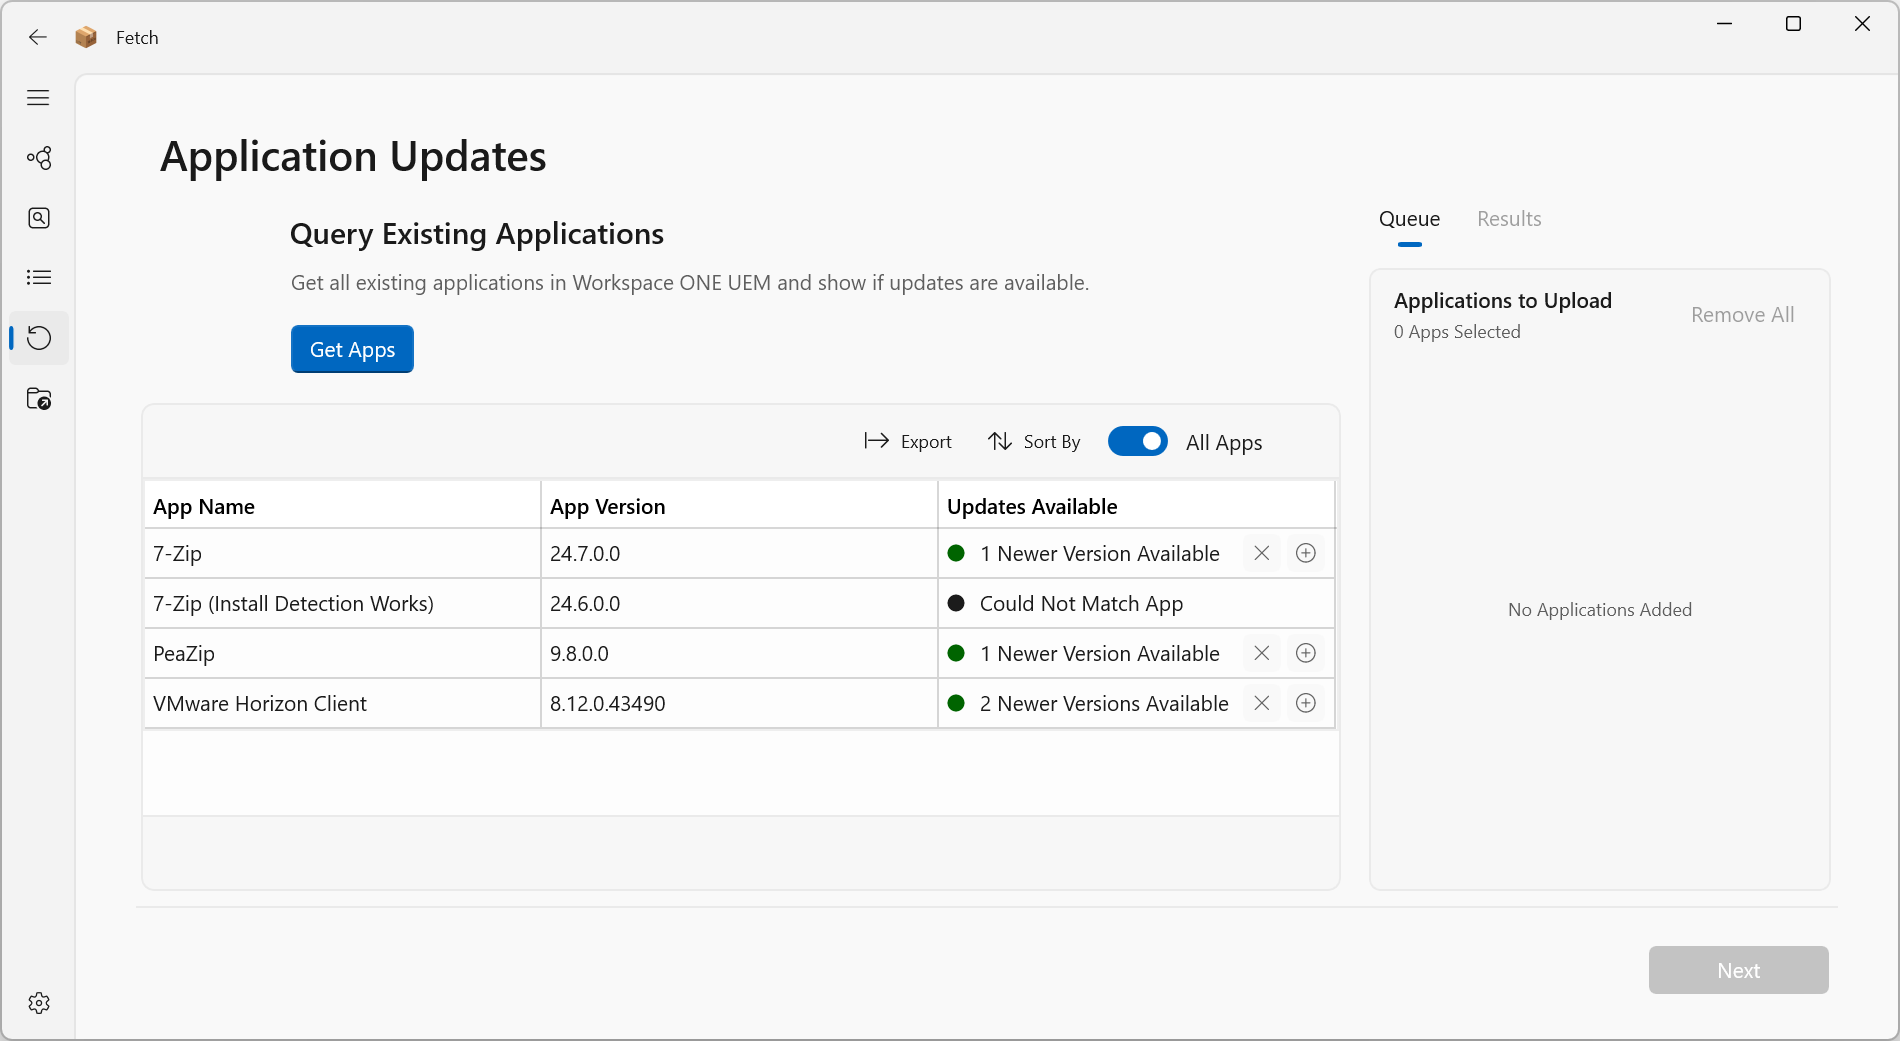 Fetch
Application Updates
Query Existing Applications
Get all existing applications in Workspace ONE UEM and show if updates are available.
Get Apps
Export Sort By All Apps
App Name App Version Updates Available
7-Zip 24.7.0.0 1 Newer Version Available
7-Zip (Install Detection Works) 24.6.0.0 Could Not Match App
PeaZip 9.8.0.0 1 Newer Version Available
VMware Horizon Client 8.12.0.43490 2 Newer Versions Available
Queue Results
Applications to Upload
0 Apps Selected
Remove All
No Applications Added
Next